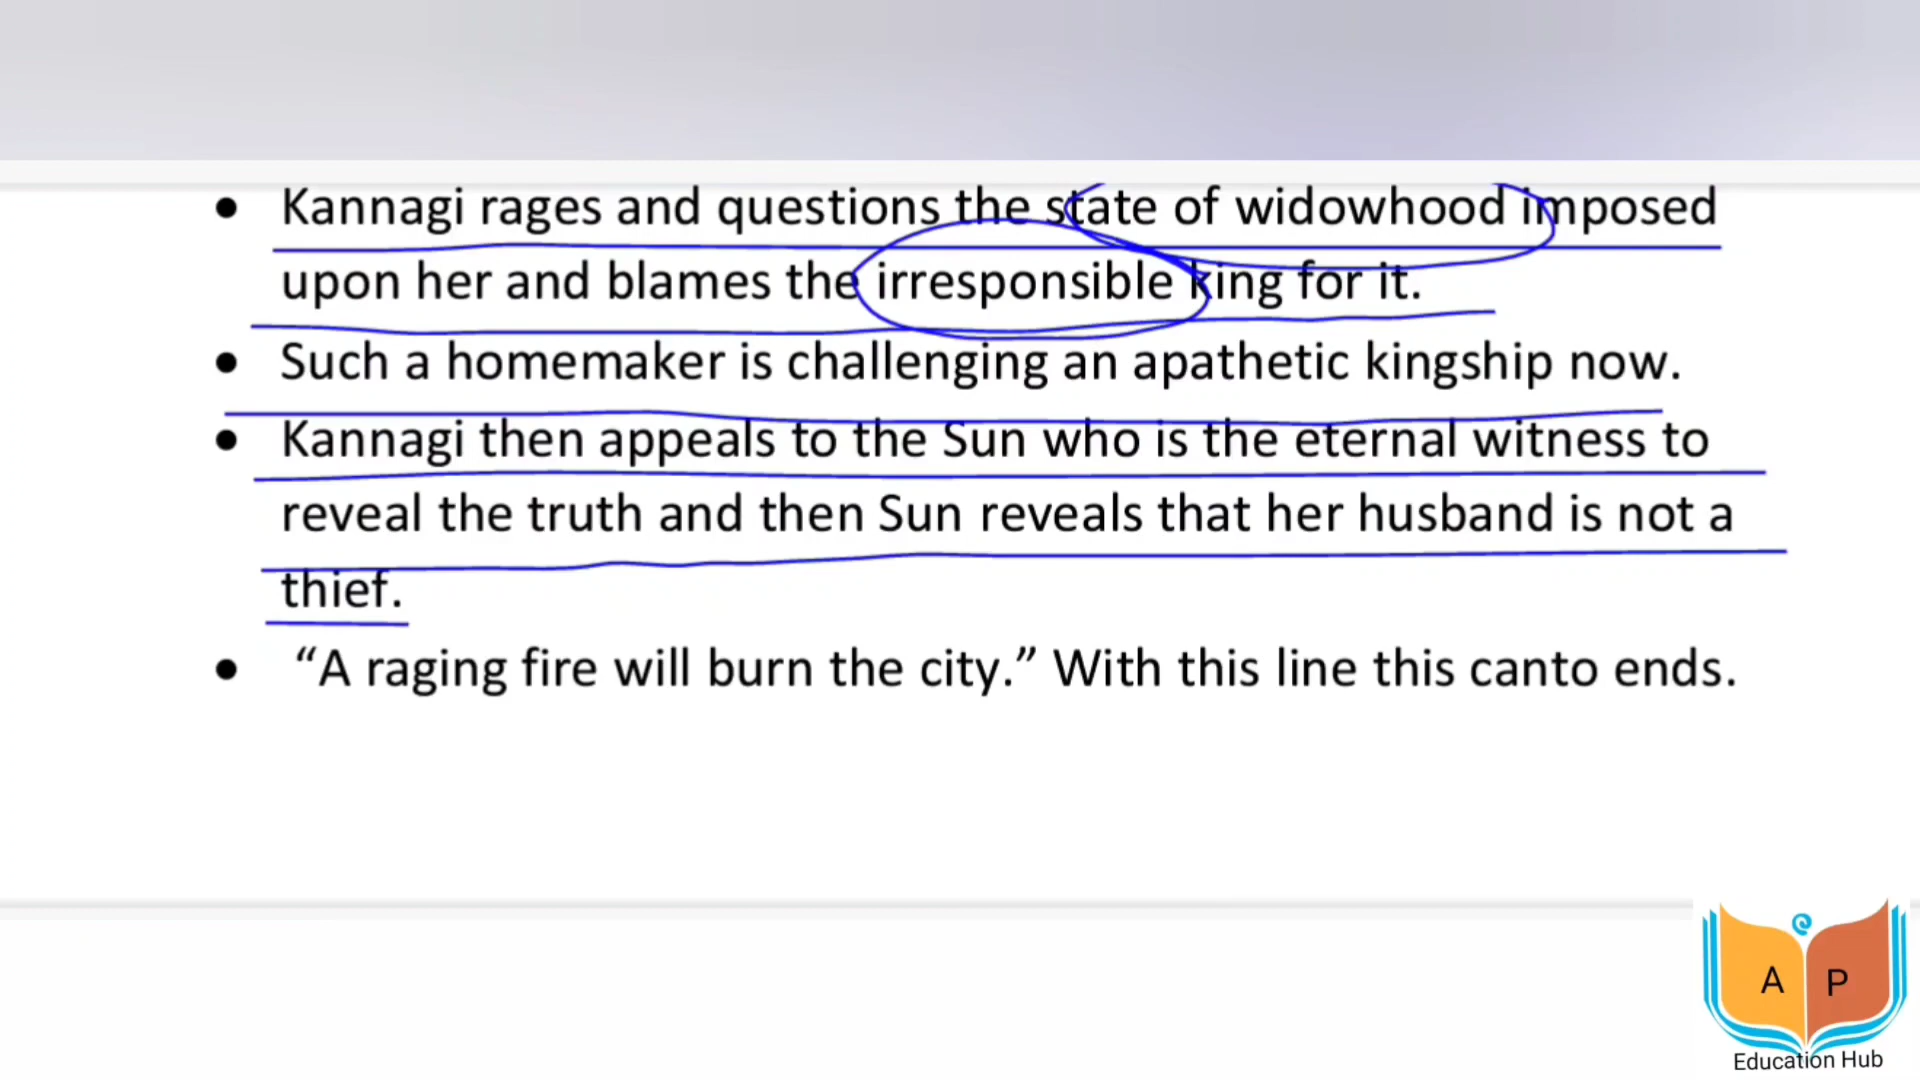 • Kannagi rages and questions the state of widowhood imposed
upon her and blames the irresponsible king for it.
• Such a homemaker is challenging an apathetic kingship now.
• Kannagi then appeals to the Sun who is the eternal witness to
reveal the truth and then Sun reveals that her husband is not a
thief.
• “A raging fire will burn the city.” With this line this canto ends.
A P
Education Hub